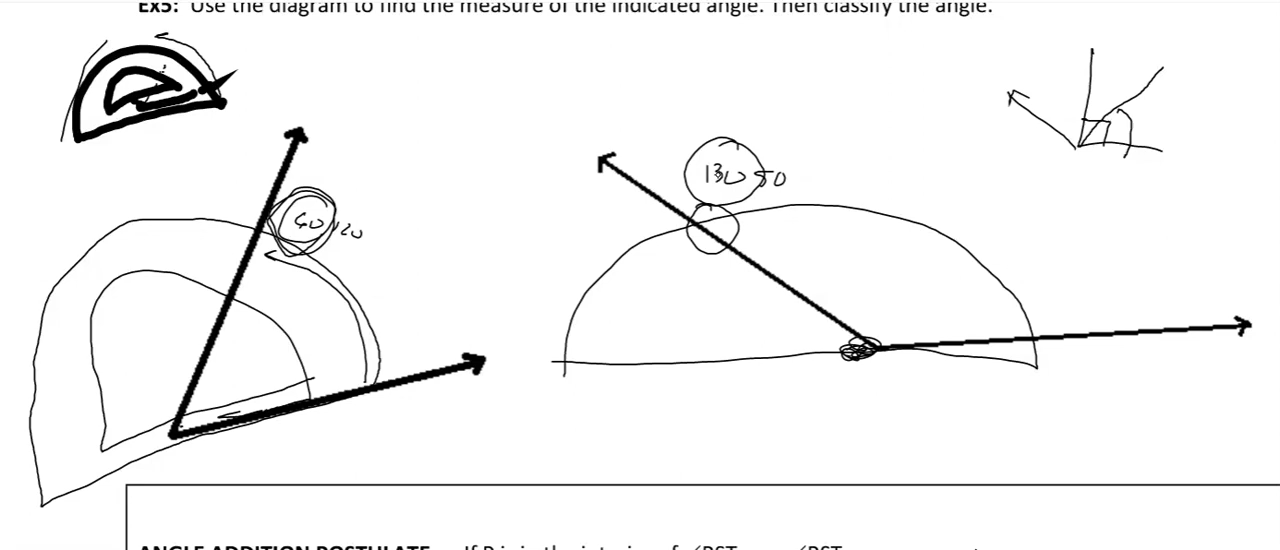 EX5: Use the diagram to find the measure of the indicated angle. Then classify the angle.
130 50
60 120
ANGLE ADDITION POSTULATE